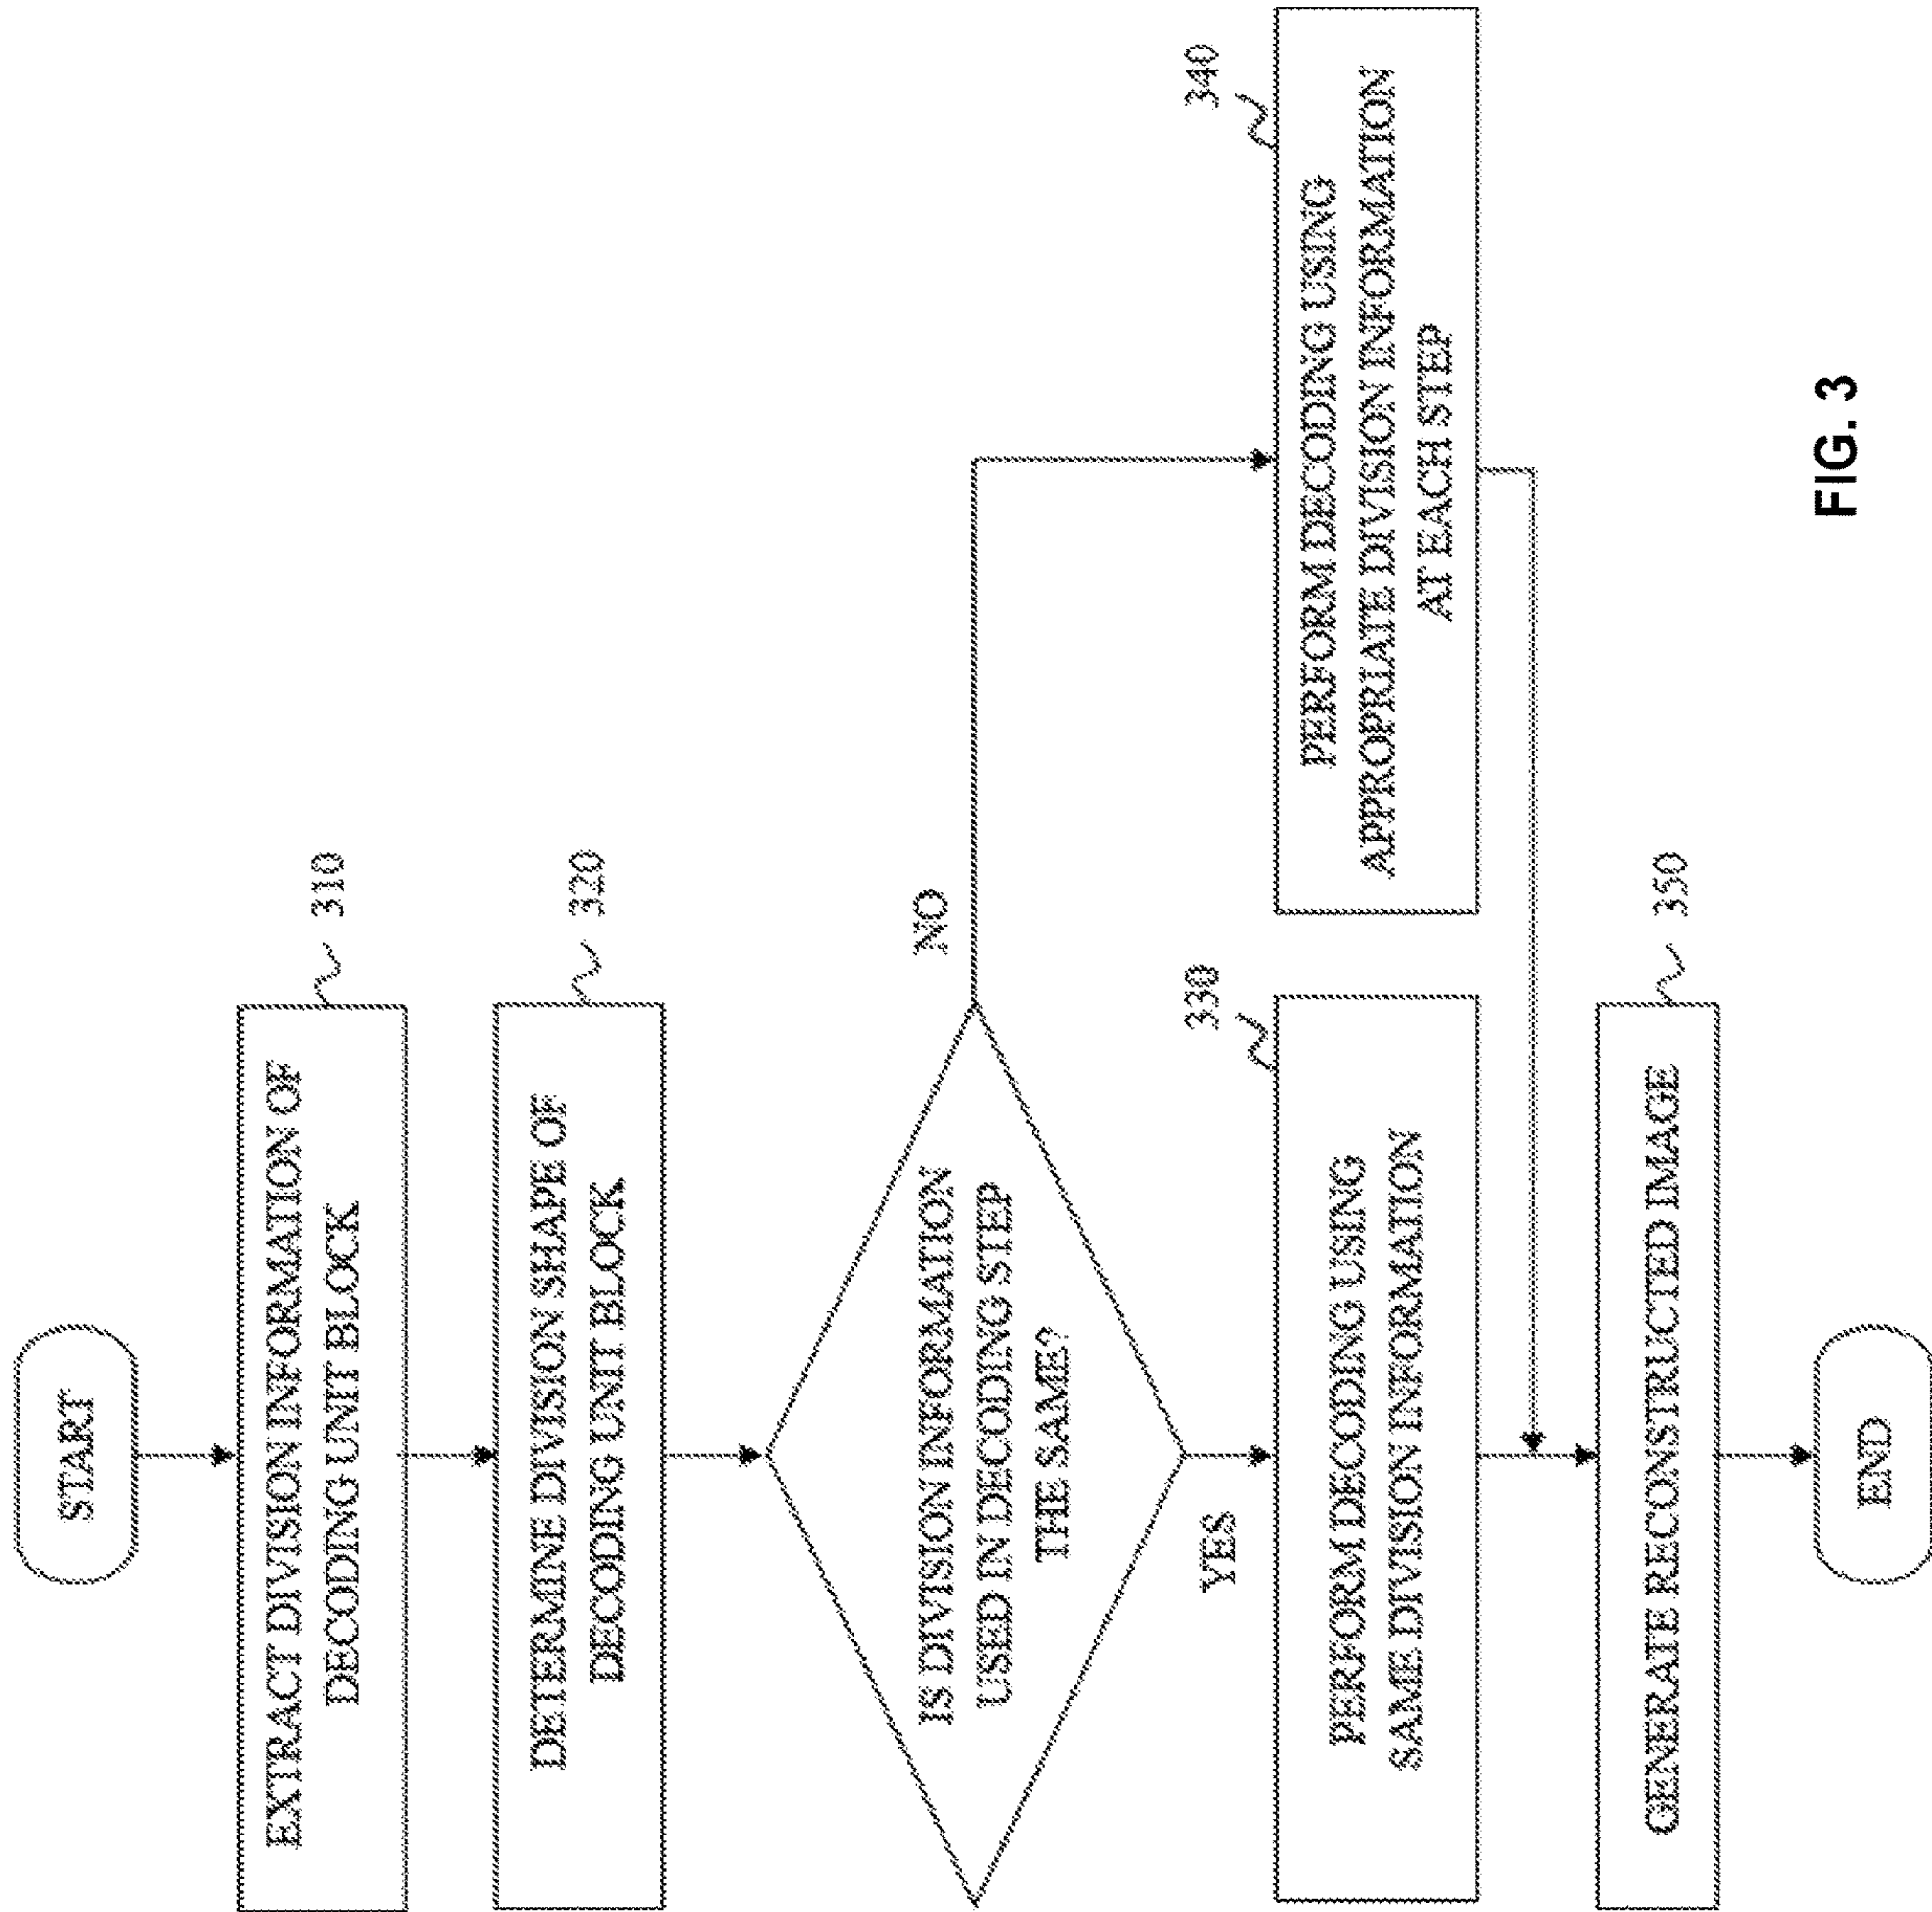 START
EXTRACT DIVISION INFORMATION OF
DECODING UNIT BLOCK
310
DETERMINE DIVISION SHAPE OF
DECODING UNIT BLOCK
320
IS DIVISION INFORMATION
USED IN DECODING STEP
THE SAME?
NO
YES
PERFORM DECODING USING
SAME DIVISION INFORMATION
330
PERFORM DECODING USING
APPROPRIATE DIVISION INFORMATION
AT EACH STEP
340
GENERATE RECONSTRUCTED IMAGE
350
END
FIG. 3